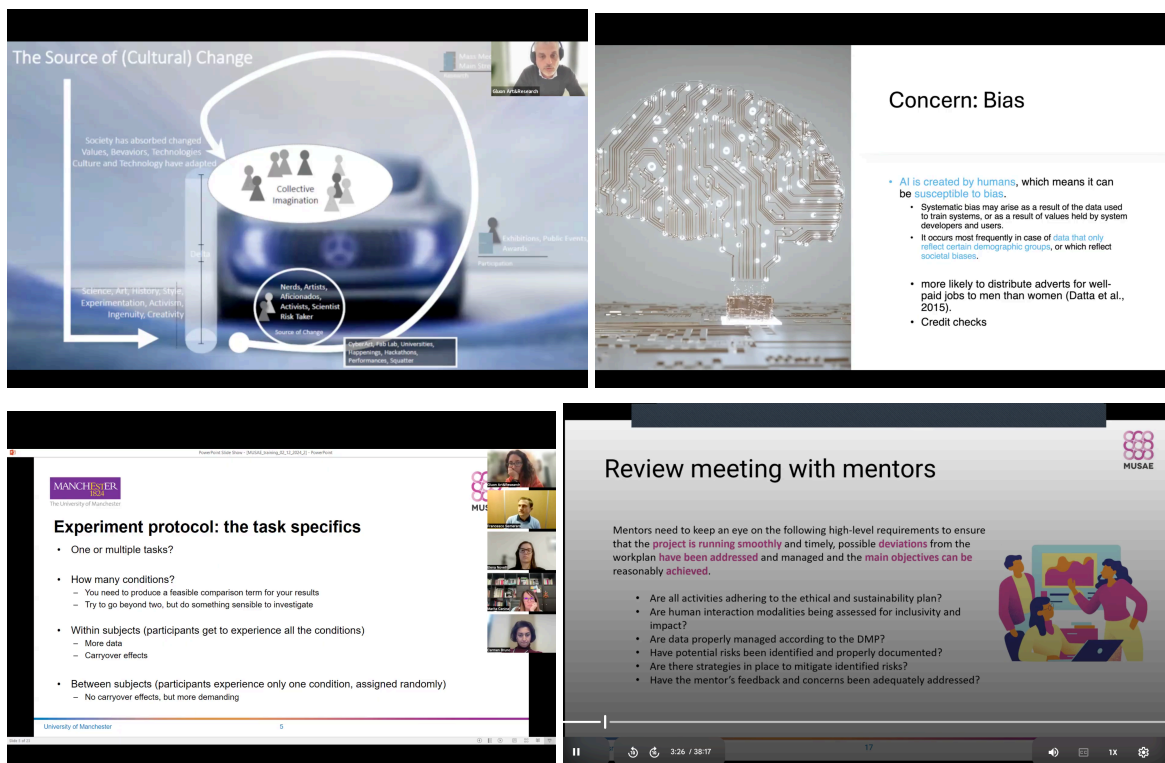 The Source of (Cultural) Change
Gluon Art&Research
Society has absorbed changed
Values, Bevaviors, Technologies
Culture and Technology have adapted
Collective
Imagination
Exhibitions, Public Events,
Awards
Participation
Delta
Science, Art, History, Style,
Experimentation, Activism,
Ingenuity, Creativity
Nerds, Artists,
Aficionados,
Activists, Scientist
Risk Taker
Source of Change
CyberArt, Fab Lab, Universities,
Happenings, Hackathons,
Performances, Squatter
Concern: Bias
• AI is created by humans, which means it can
be susceptible to bias.
• Systematic bias may arise as a result of the data used
to train systems, or as a result of values held by system
developers and users.
• It occurs most frequently in case of data that only
reflect certain demographic groups, or which reflect
societal biases.
• more likely to distribute adverts for well-
paid jobs to men than women (Datta et al.,
2015).
• Credit checks
PowerPoint Slide Show - [MUSAE_training_02_12_2024_2] - PowerPoint
MANCHESTER
1824
The University of Manchester
MUS
Gluon Art&Research
Experiment protocol: the task specifics
• One or multiple tasks?
• How many conditions?
– You need to produce a feasible comparison term for your results
– Try to go beyond two, but do something sensible to investigate
• Within subjects (participants get to experience all the conditions)
– More data
– Carryover effects
• Between subjects (participants experience only one condition, assigned randomly)
– No carryover effects, but more demanding
University of Manchester
5
MUSAE
Review meeting with mentors
Mentors need to keep an eye on the following high-level requirements to ensure
that the project is running smoothly and timely, possible deviations from the
workplan have been addressed and managed and the main objectives can be
reasonably achieved.
• Are all activities adhering to the ethical and sustainability plan?
• Are human interaction modalities being assessed for inclusivity and
impact?
• Are data properly managed according to the DMP?
• Have potential risks been identified and properly documented?
• Are there strategies in place to mitigate identified risks?
• Have the mentor's feedback and concerns been adequately addressed?
17
3:26 / 38:17
CC
1X